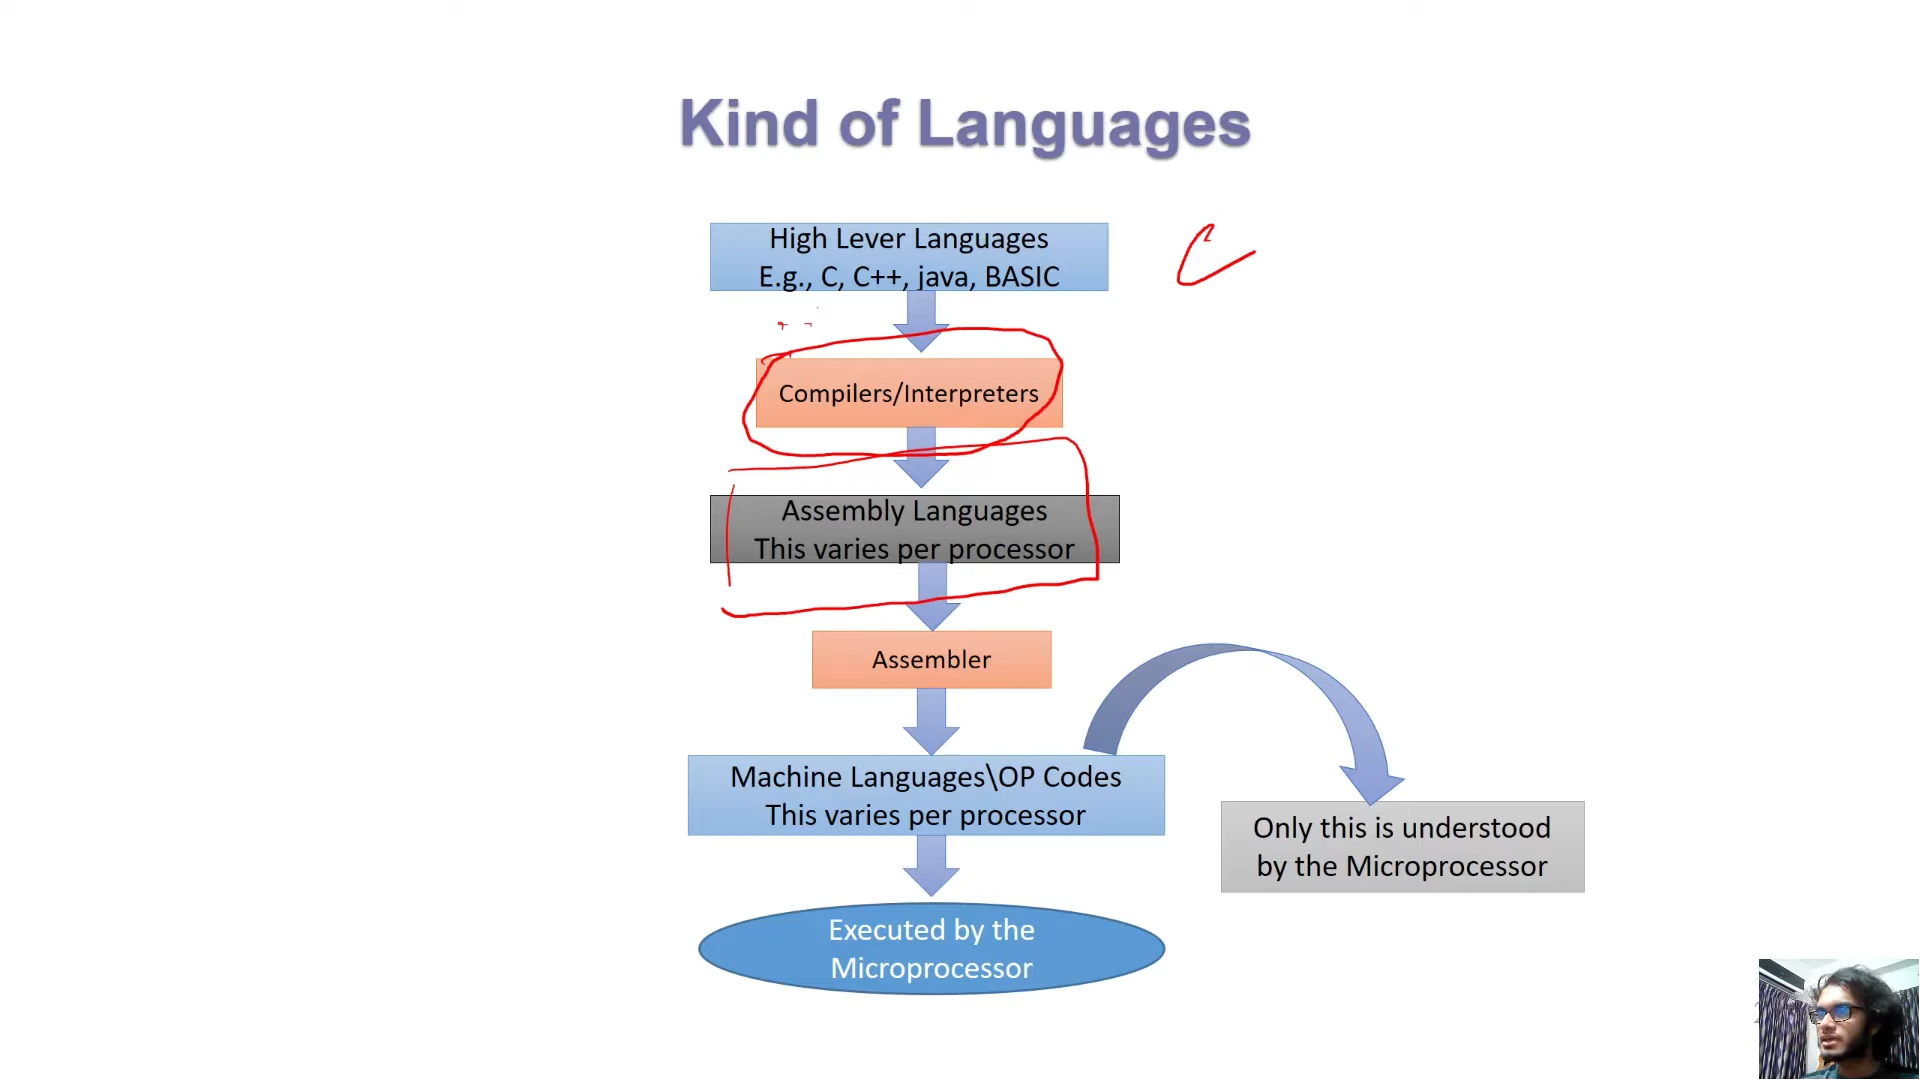 Kind of Languages
High Lever Languages
E.g., C, C++, java, BASIC
C
Compilers/Interpreters
Assembly Languages
This varies per processor
Assembler
Machine Languages\OP Codes
This varies per processor
Only this is understood
by the Microprocessor
Executed by the
Microprocessor